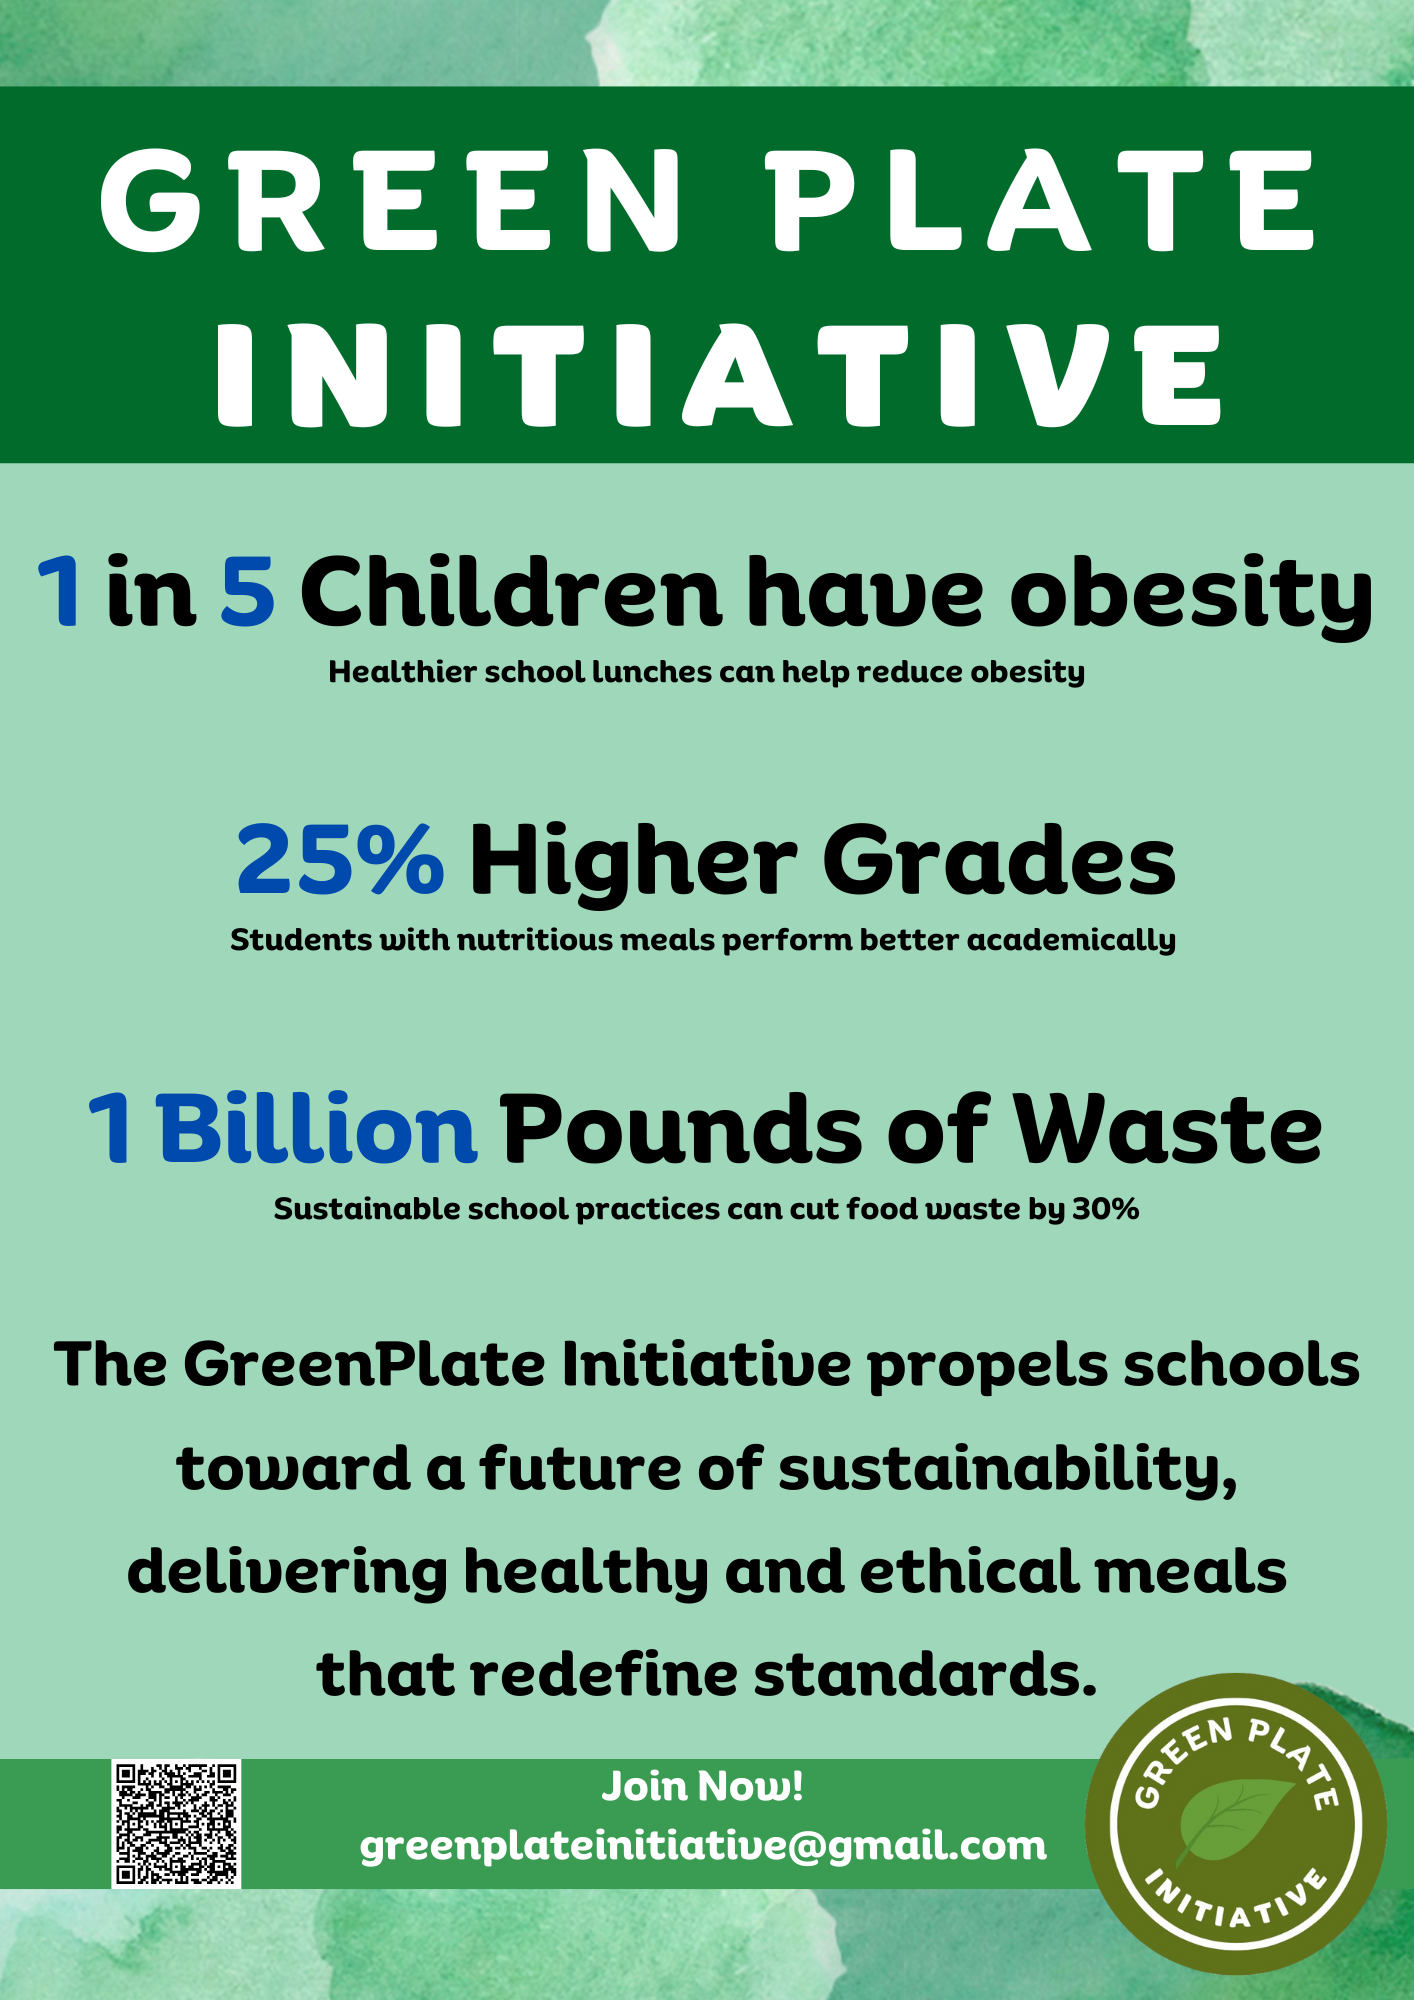 GREEN PLATE
INITIATIVE
1 in 5 Children have obesity
Healthier school lunches can help reduce obesity
25% Higher Grades
Students with nutritious meals perform better academically
1 Billion Pounds of Waste
Sustainable school practices can cut food waste by 30%
The GreenPlate Initiative propels schools
toward a future of sustainability,
delivering healthy and ethical meals
that redefine standards.
Join Now!
greenplateinitiative@gmail.com
GREEN PLATE
INITIATIVE